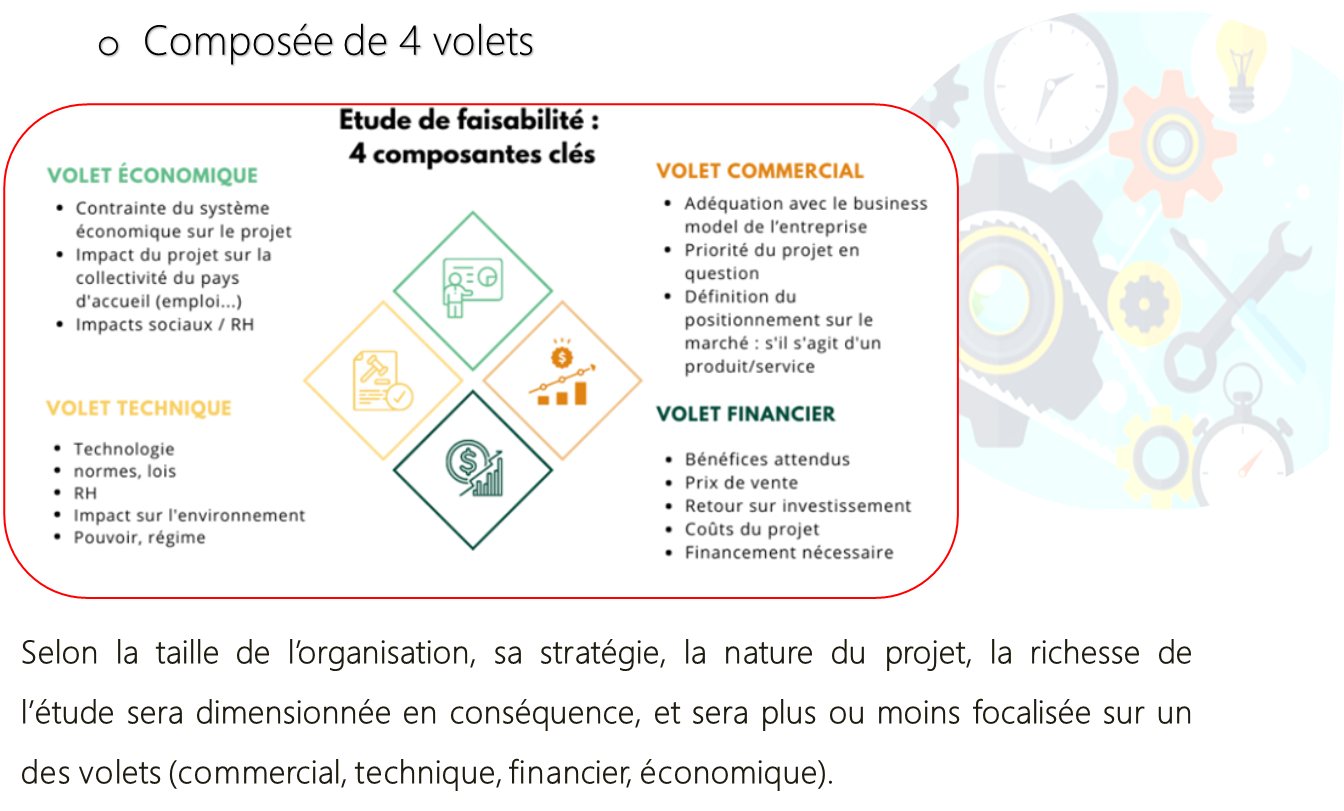 o Composée de 4 volets
Etude de faisabilité :
4 composantes clés
VOLET ÉCONOMIQUE
• Contrainte du système
économique sur le projet
• Impact du projet sur la
collectivité du pays
d'accueil (emploi...)
• Impacts sociaux / RH
VOLET COMMERCIAL
• Adéquation avec le business
model de l'entreprise
• Priorité du projet en
question
• Définition du
positionnement sur le
marché : s'il s'agit d'un
produit/service
VOLET TECHNIQUE
• Technologie
• normes, lois
• RH
• Impact sur l'environnement
• Pouvoir, régime
VOLET FINANCIER
• Bénéfices attendus
• Prix de vente
• Retour sur investissement
• Coûts du projet
• Financement nécessaire
Selon la taille de l’organisation, sa stratégie, la nature du projet, la richesse de
l’étude sera dimensionnée en conséquence, et sera plus ou moins focalisée sur un
des volets (commercial, technique, financier, économique).